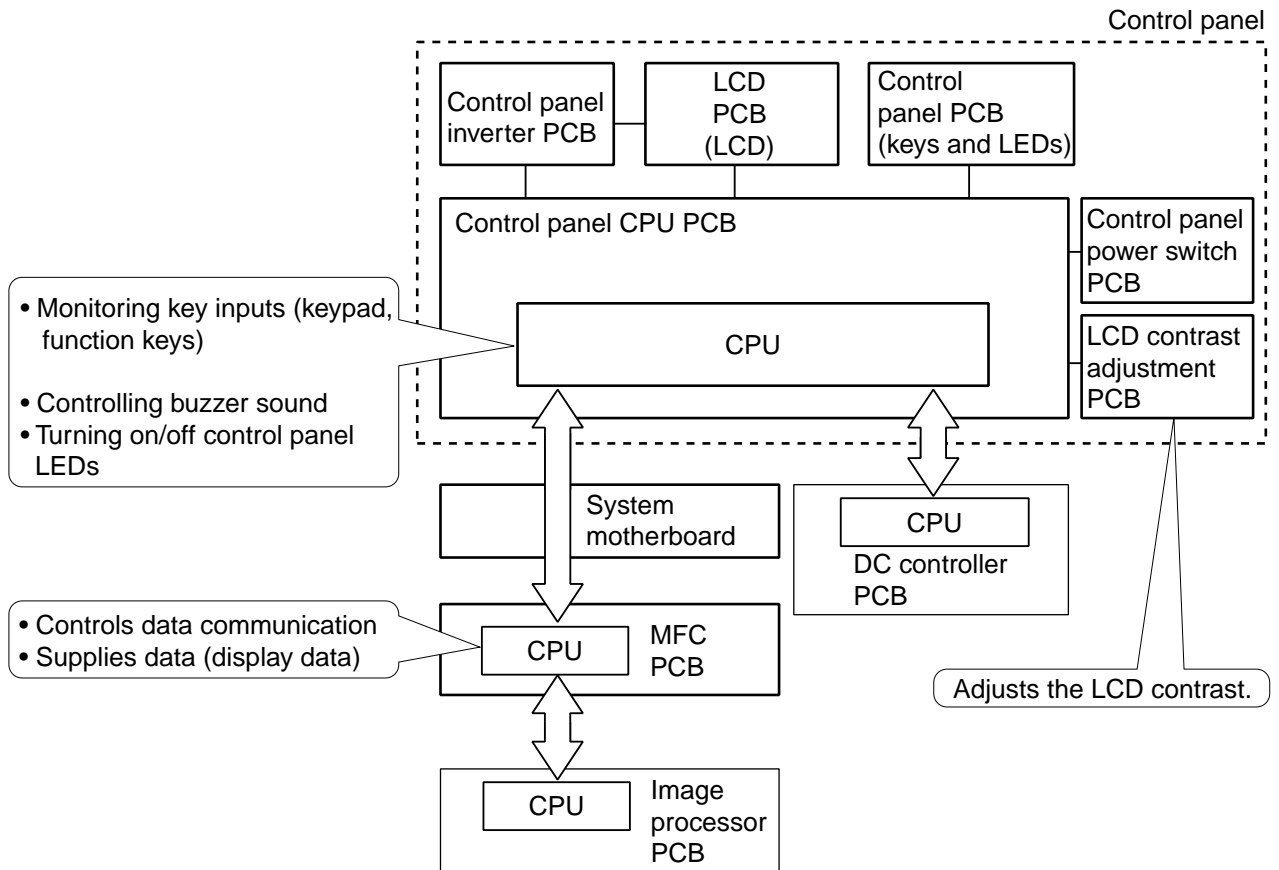 Control panel
Control panel
inverter PCB
LCD
PCB
(LCD)
Control
panel PCB
(keys and LEDs)
Control panel CPU PCB
Control panel
power switch
PCB
• Monitoring key inputs (keypad,
function keys)
• Controlling buzzer sound
• Turning on/off control panel
LEDs
CPU
LCD contrast
adjustment
PCB
System
motherboard
CPU
DC controller
PCB
• Controls data communication
• Supplies data (display data)
CPU
MFC
PCB
Adjusts the LCD contrast.
CPU
Image
processor
PCB